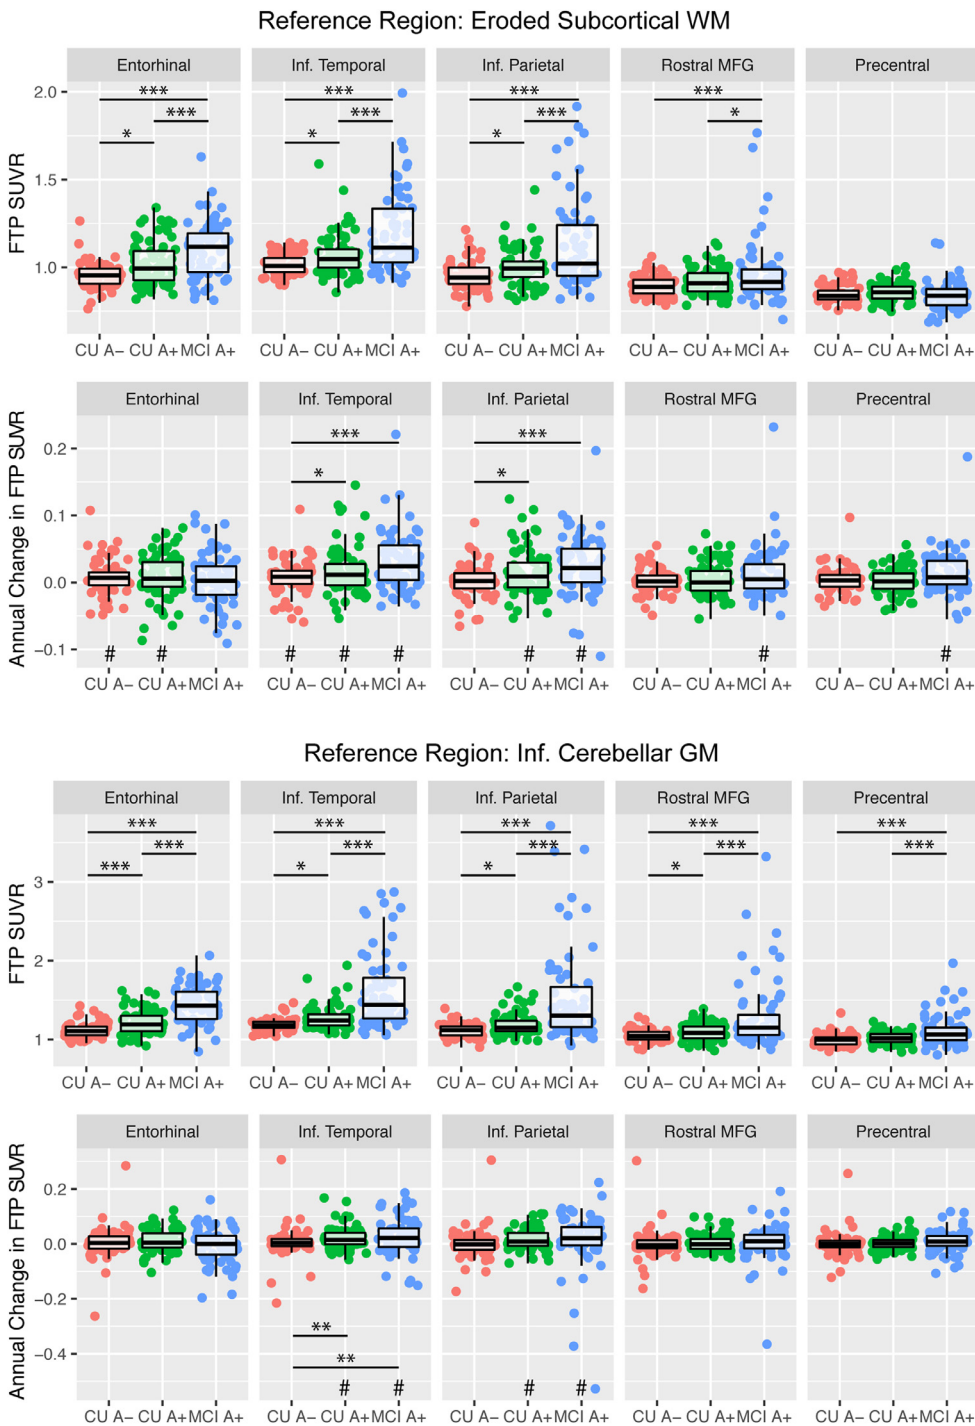 Reference Region: Eroded Subcortical WM
Entorhinal Inf. Temporal Inf. Parietal Rostral MFG Precentral
FTP SUVR
2.0
1.5
1.0
*** *** *** ***
*** *** *** *
* * *
CU A− CU A+ MCI A+ CU A− CU A+ MCI A+ CU A− CU A+ MCI A+ CU A− CU A+ MCI A+ CU A− CU A+ MCI A+
Entorhinal Inf. Temporal Inf. Parietal Rostral MFG Precentral
Annual Change in FTP SUVR
0.2
0.1
0.0
−0.1
*** ***
* *
# # # # # # # # #
CU A− CU A+ MCI A+ CU A− CU A+ MCI A+ CU A− CU A+ MCI A+ CU A− CU A+ MCI A+ CU A− CU A+ MCI A+
Reference Region: Inf. Cerebellar GM
Entorhinal Inf. Temporal Inf. Parietal Rostral MFG Precentral
FTP SUVR
3
2
1
*** *** *** *** ***
*** *** *** *** ***
*** * * *
CU A− CU A+ MCI A+ CU A− CU A+ MCI A+ CU A− CU A+ MCI A+ CU A− CU A+ MCI A+ CU A− CU A+ MCI A+
Entorhinal Inf. Temporal Inf. Parietal Rostral MFG Precentral
Annual Change in FTP SUVR
0.2
0.0
−0.2
−0.4
**
**
# # # #
CU A− CU A+ MCI A+ CU A− CU A+ MCI A+ CU A− CU A+ MCI A+ CU A− CU A+ MCI A+ CU A− CU A+ MCI A+